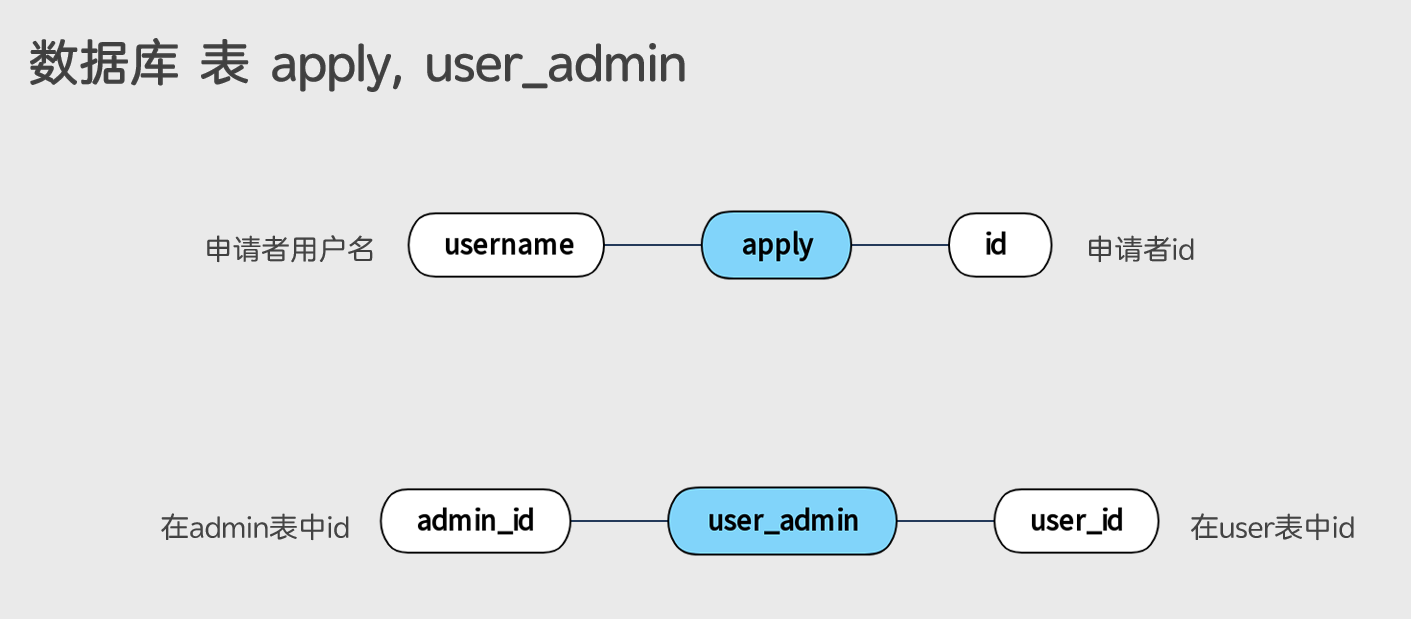 数据库 表 apply, user_admin
申请者用户名 username apply id 申请者id
在admin表中id admin_id user_admin user_id 在user表中id